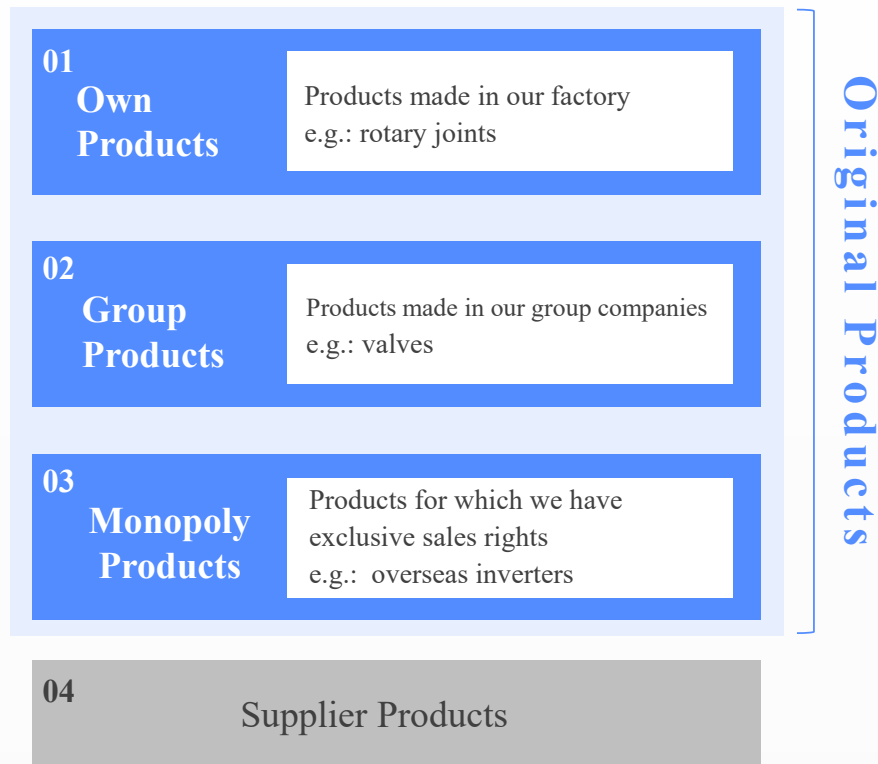 01
Own
Products
Products made in our factory
e.g.: rotary joints
02
Group
Products
Products made in our group companies
e.g.: valves
03
Monopoly
Products
Products for which we have
exclusive sales rights
e.g.: overseas inverters
Original Products
04
Supplier Products